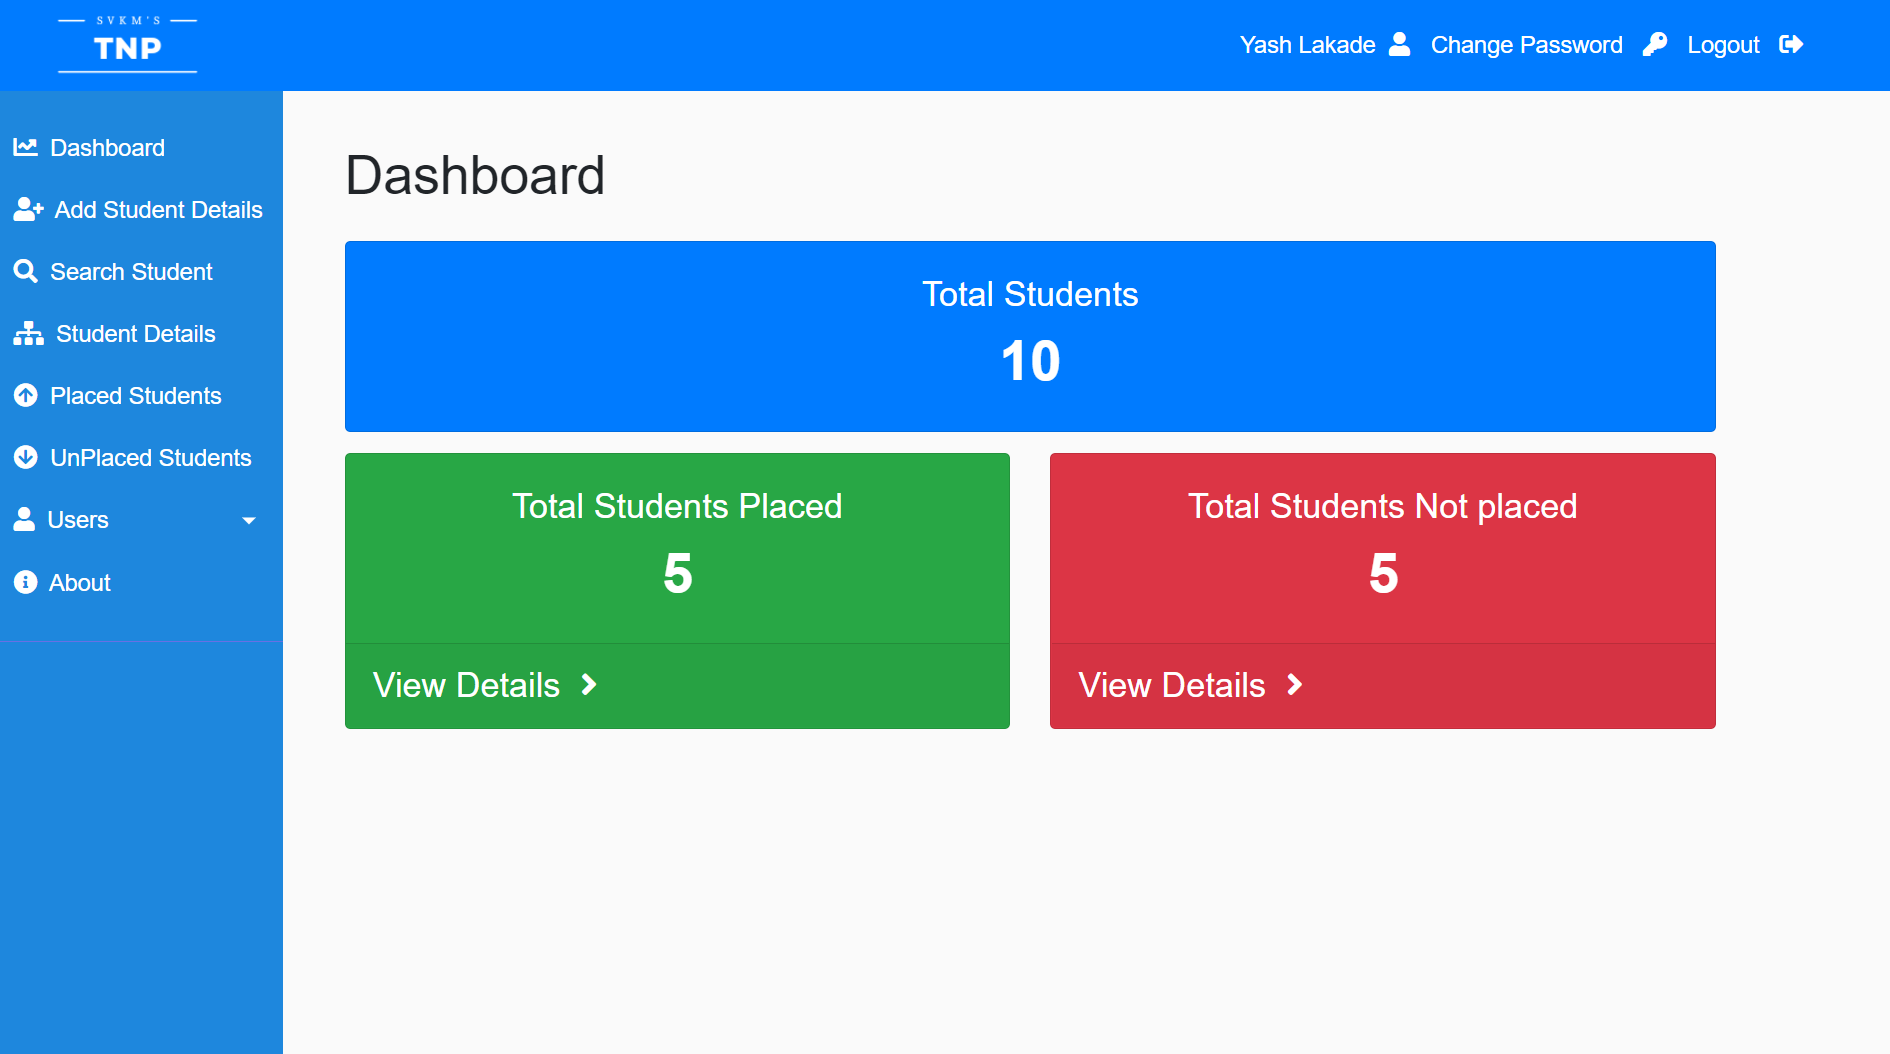 SVKM'S
TNP
Yash Lakade Change Password Logout
Dashboard
Add Student Details
Search Student
Student Details
Placed Students
UnPlaced Students
Users
About
Dashboard
Total Students
10
Total Students Placed
5
View Details
Total Students Not placed
5
View Details